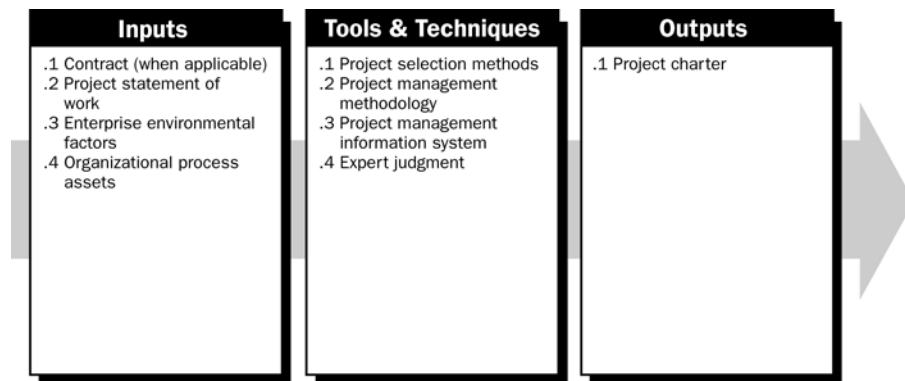 Inputs
.1 Contract (when applicable)
.2 Project statement of
work
.3 Enterprise environmental
factors
.4 Organizational process
assets
Tools & Techniques
.1 Project selection methods
.2 Project management
methodology
.3 Project management
information system
.4 Expert judgment
Outputs
.1 Project charter